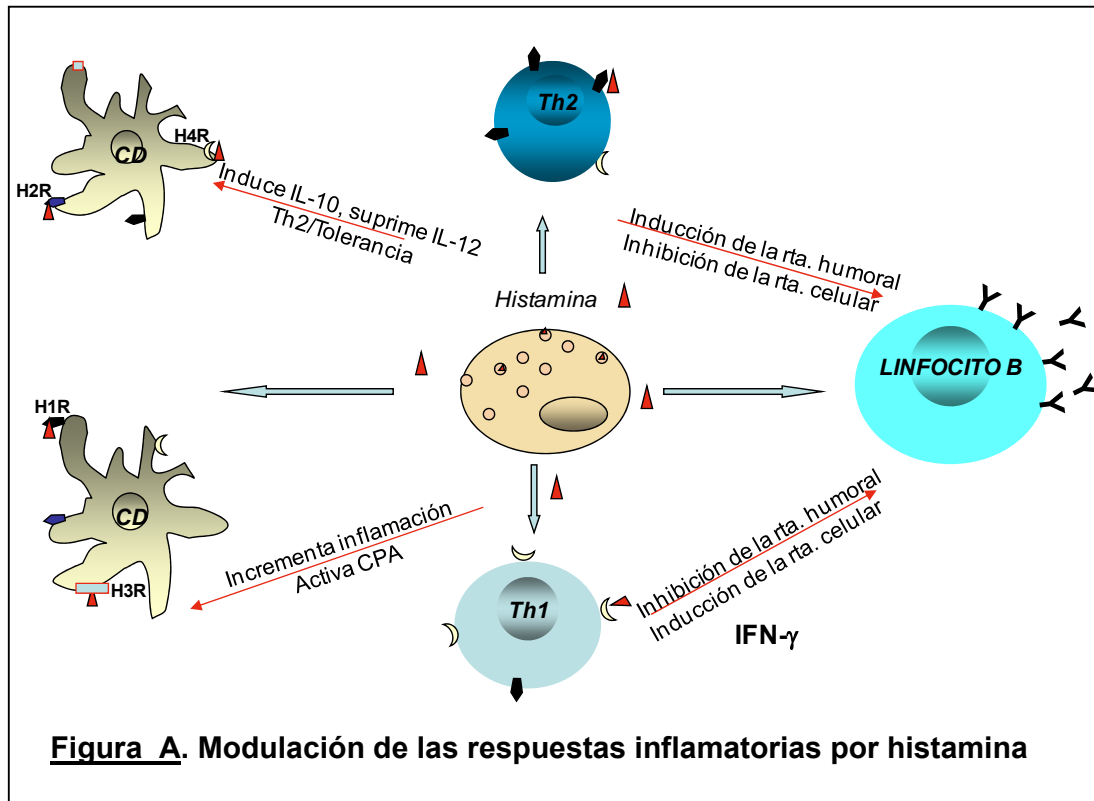 Th2
H4R
CD
H2R
Induce IL-10, suprime IL-12
Th2/Tolerancia
Inducción de la rta. humoral
Inhibición de la rta. celular
Histamina
LINFOCITO B
H1R
CD
H3R
Incrementa inflamación
Activa CPA
Th1
Inhibición de la rta. humoral
Inducción de la rta. celular
IFN-γ
Figura A. Modulación de las respuestas inflamatorias por histamina